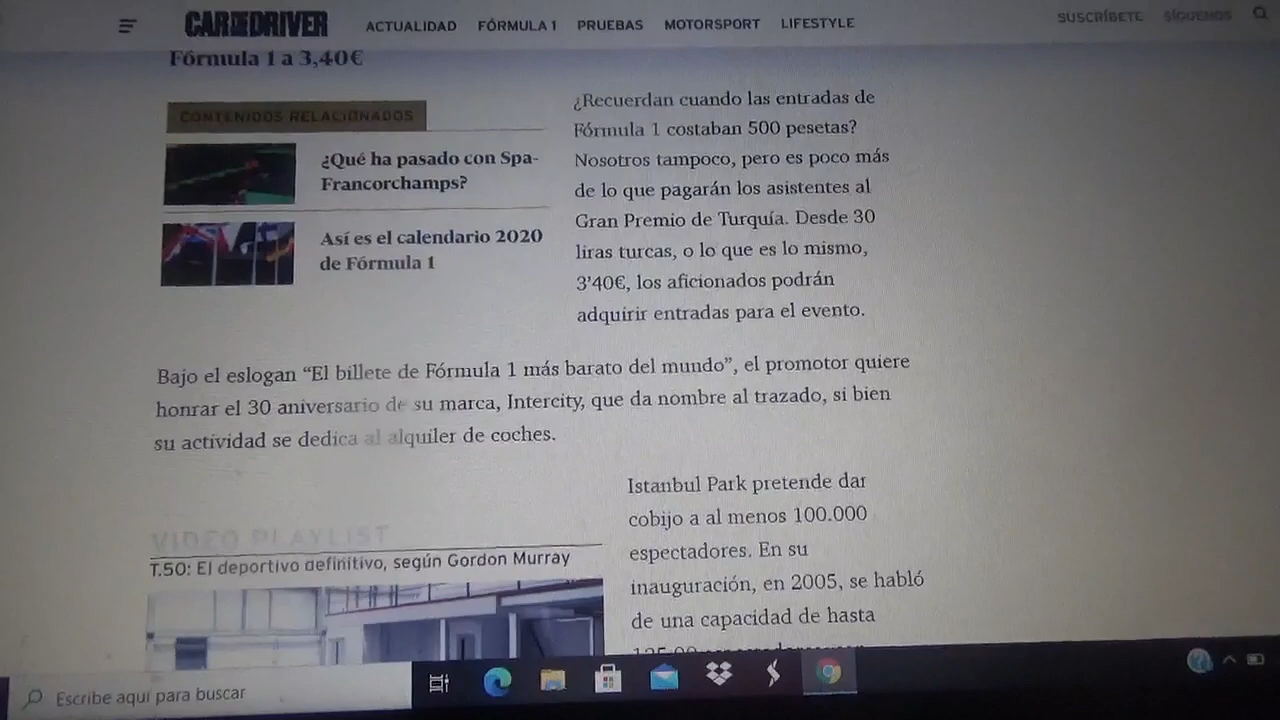 CAR AND DRIVER
ACTUALIDAD FÓRMULA 1 PRUEBAS MOTORSPORT LIFESTYLE
SUSCRÍBETE SÍGUENOS
Fórmula 1 a 3,40€
CONTENIDOS RELACIONADOS
¿Qué ha pasado con Spa-
Francorchamps?
Así es el calendario 2020
de Fórmula 1
¿Recuerdan cuando las entradas de
Fórmula 1 costaban 500 pesetas?
Nosotros tampoco, pero es poco más
de lo que pagarán los asistentes al
Gran Premio de Turquía. Desde 30
liras turcas, o lo que es lo mismo,
3'40€, los aficionados podrán
adquirir entradas para el evento.
Bajo el eslogan “El billete de Fórmula 1 más barato del mundo”, el promotor quiere
honrar el 30 aniversario de su marca, Intercity, que da nombre al trazado, si bien
su actividad se dedica al alquiler de coches.
VIDEO PLAYLIST
T.50: El deportivo definitivo, según Gordon Murray
Istanbul Park pretende dar
cobijo a al menos 100.000
espectadores. En su
inauguración, en 2005, se habló
de una capacidad de hasta
Escribe aquí para buscar